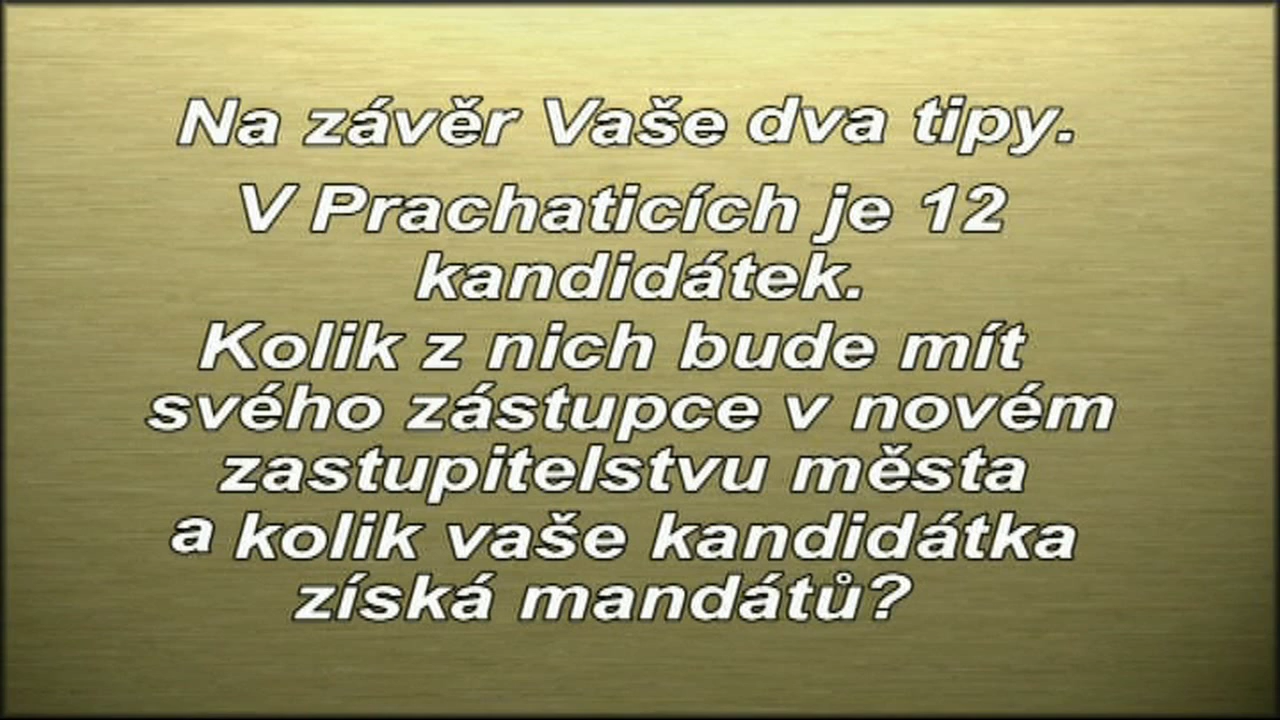 Na závěr Vaše dva tipy.
V Prachaticích je 12
kandidátek.
Kolik z nich bude mít
svého zástupce v novém
zastupitelstvu města
a kolik vaše kandidátka
získá mandátů?